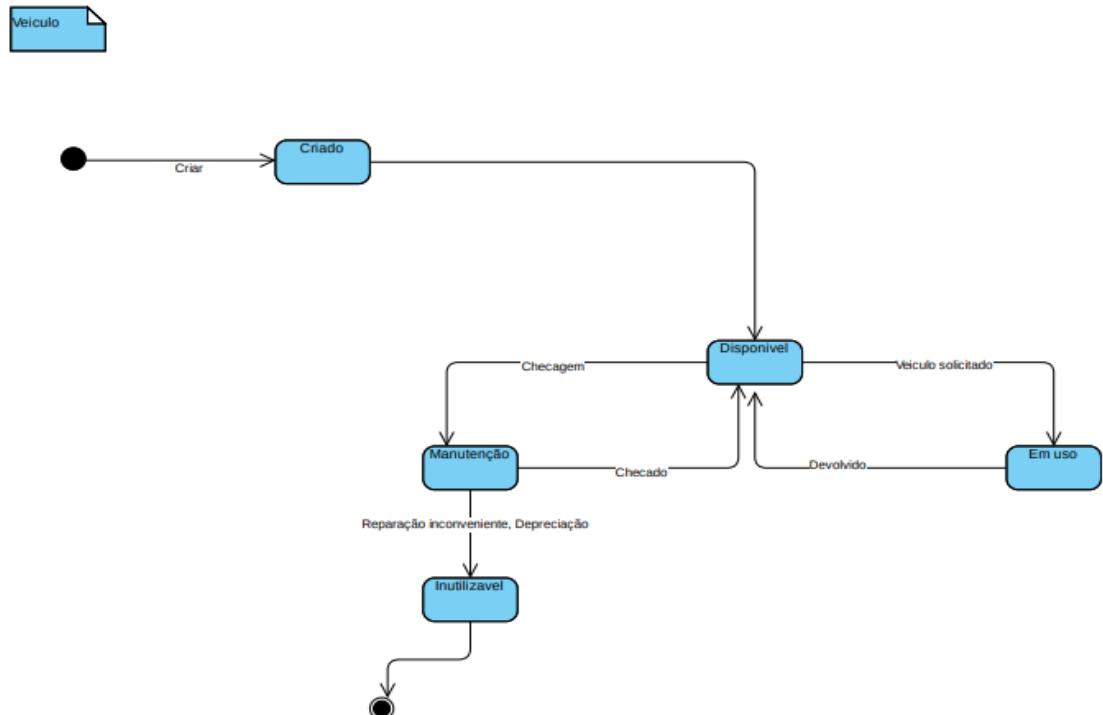 Veiculo
Criado
Criar
Disponivel
Checagem
Veiculo solicitado
Manutenção
Em uso
Checado
Devolvido
Reparação inconveniente, Depreciação
Inutilizavel